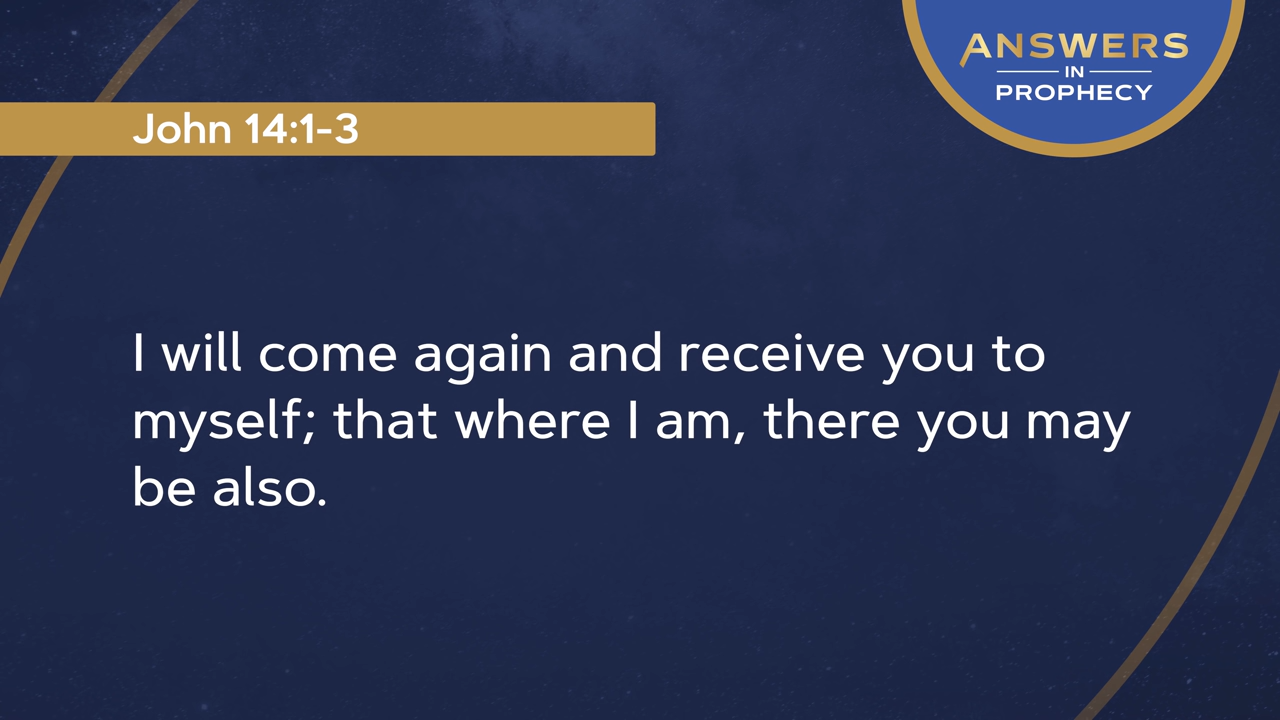 ANSWERS
IN
PROPHECY
John 14:1-3
I will come again and receive you to
myself; that where I am, there you may
be also.